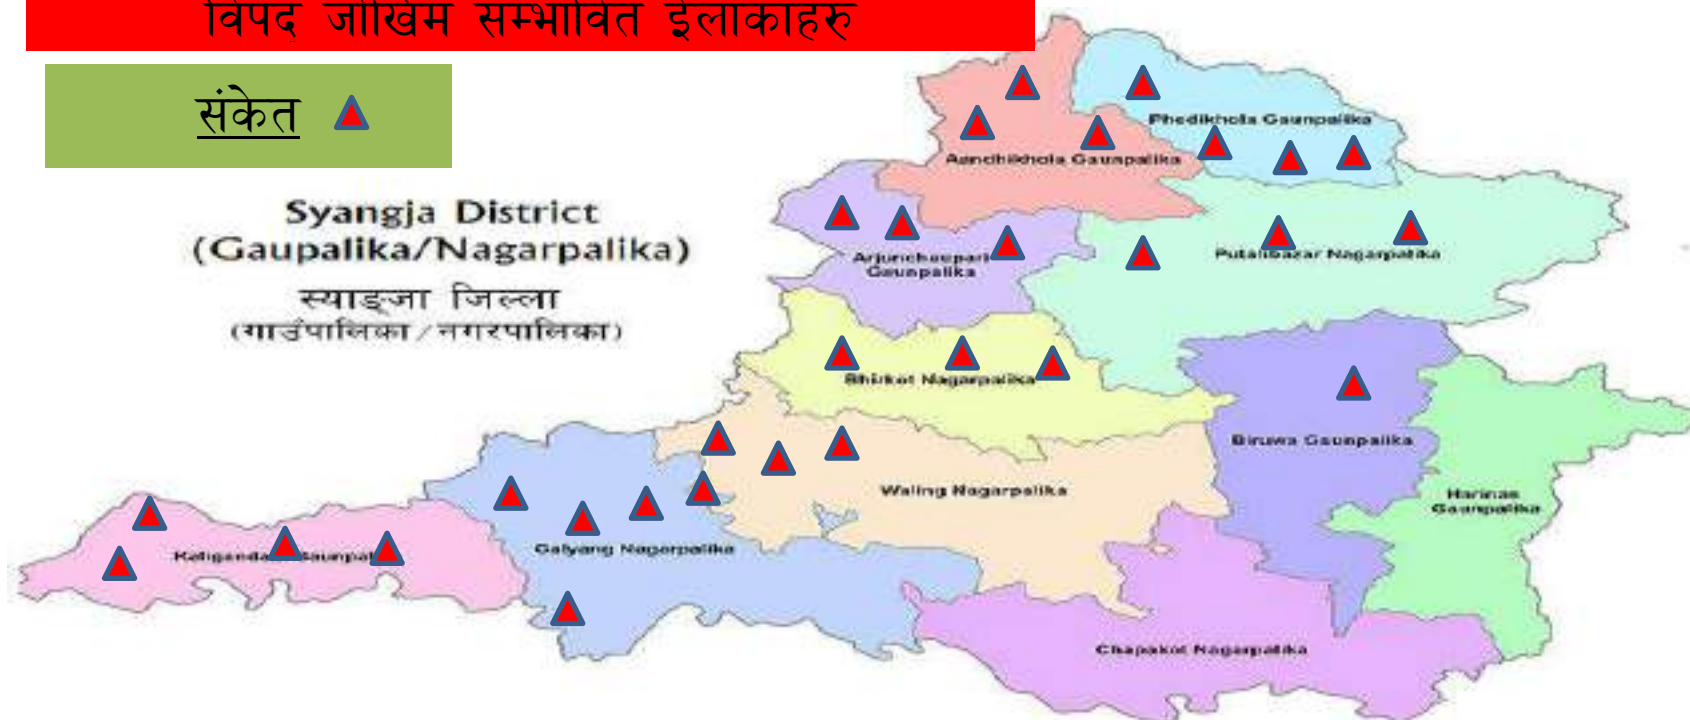 विपद् जोखिम सम्भावित ईलाकाहरु
संकेत
Syangja District
(Gaupalika/Nagarpalika)
स्याङ्जा जिल्ला
(गाउँपालिका / नगरपालिका)
Phedikhola Gaunpalika
Aandhikhola Gaunpalika
Putalibazar Nagarpalika
Arjunchaupari
Gaunpalika
Bhirkot Nagarpalika
Biruwa Gaunpalika
Waling Nagarpalika
Harinas
Gaunpalika
Galyang Nagarpalika
Chapakot Nagarpalika